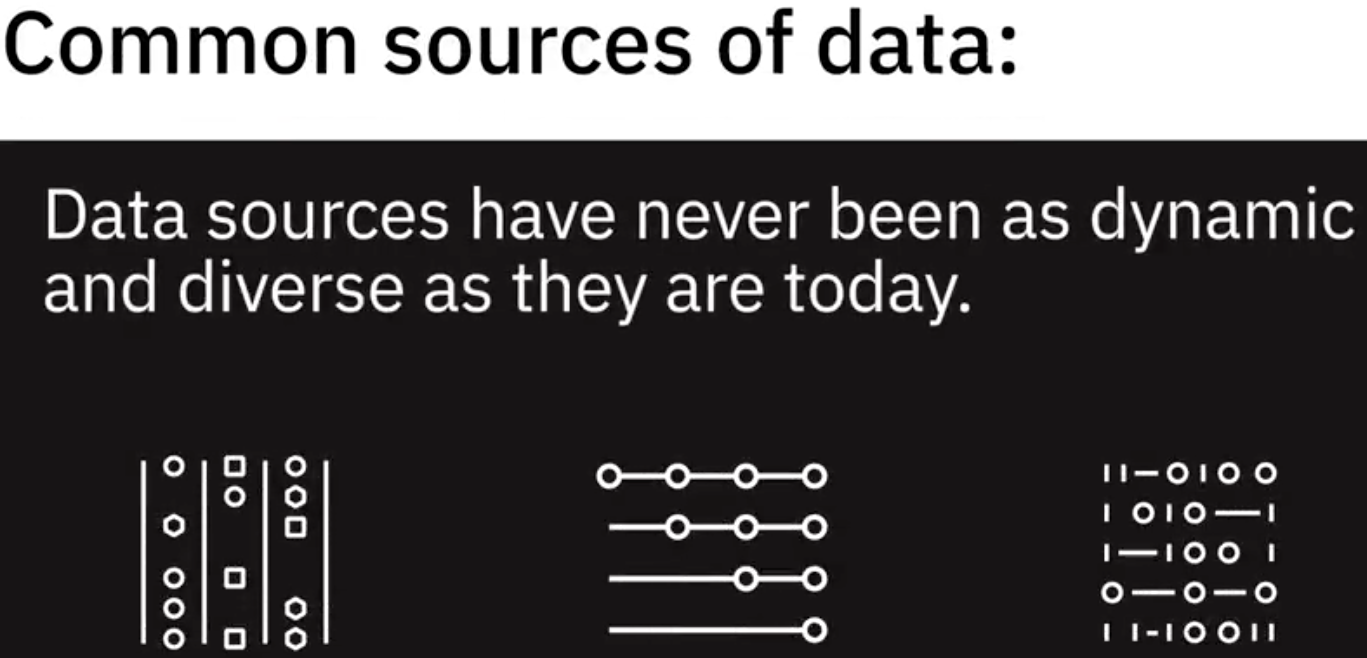 Common sources of data:
Data sources have never been as dynamic
and diverse as they are today.